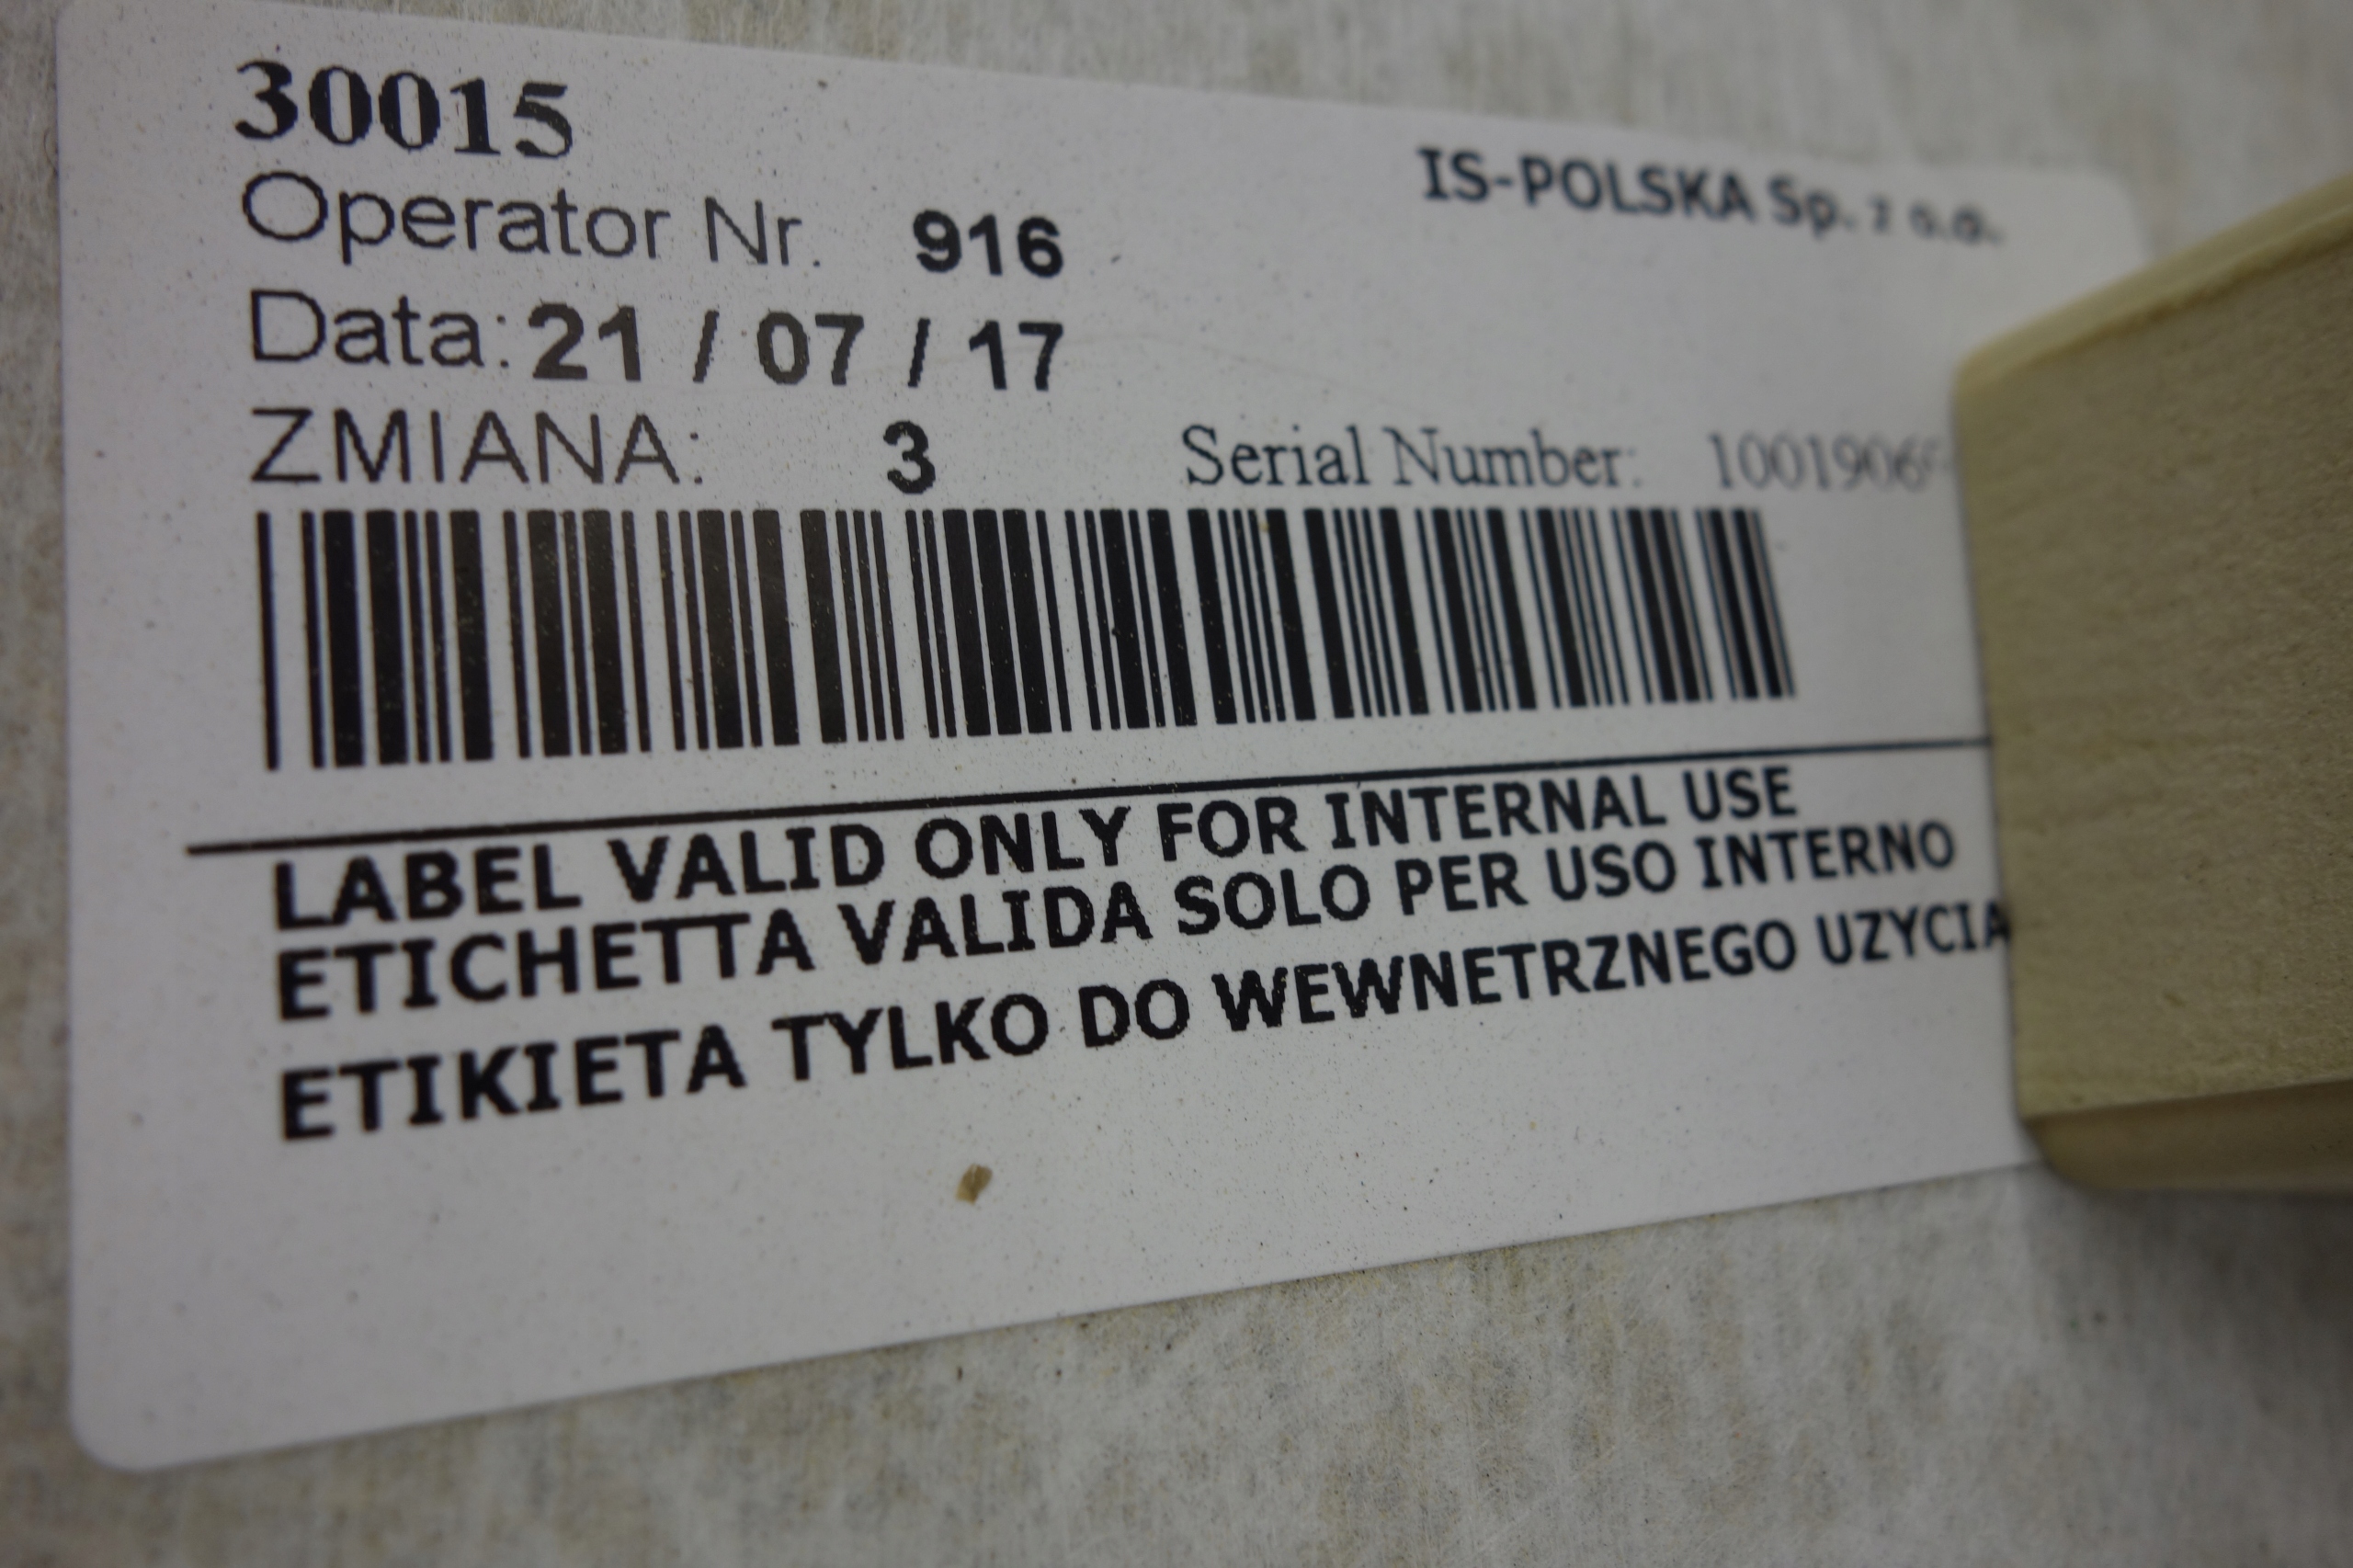 30015
IS-POLSKA Sp. z o.o.
Operator Nr. 916
Data: 21 / 07 / 17
ZMIANA: 3
Serial Number:
LABEL VALID ONLY FOR INTERNAL USE
ETICHETTA VALIDA SOLO PER USO INTERNO
ETIKIETA TYLKO DO WEWNETRZNEGO UZYCIA